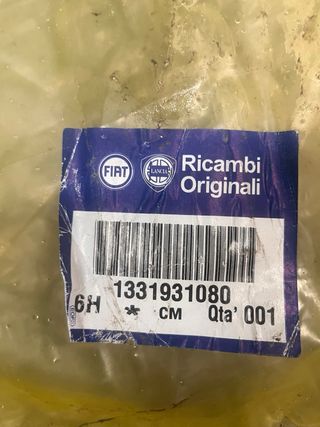 FIAT
LANCIA
Ricambi
Originali
1331931080
6H * CM Qta' 001